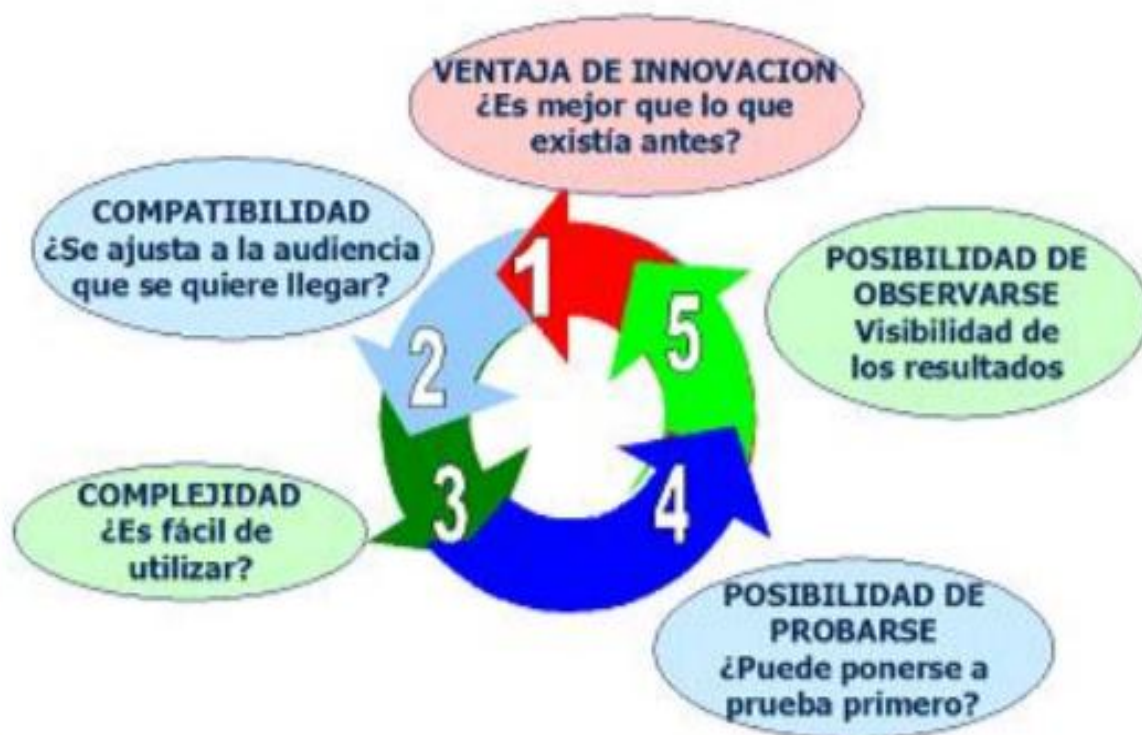 VENTAJA DE INNOVACION
¿Es mejor que lo que
existía antes?
COMPATIBILIDAD
¿Se ajusta a la audiencia
que se quiere llegar?
COMPLEJIDAD
¿Es fácil de
utilizar?
POSIBILIDAD DE
PROBARSE
¿Puede ponerse a
prueba primero?
POSIBILIDAD DE
OBSERVARSE
Visibilidad de
los resultados
1
2
3
4
5